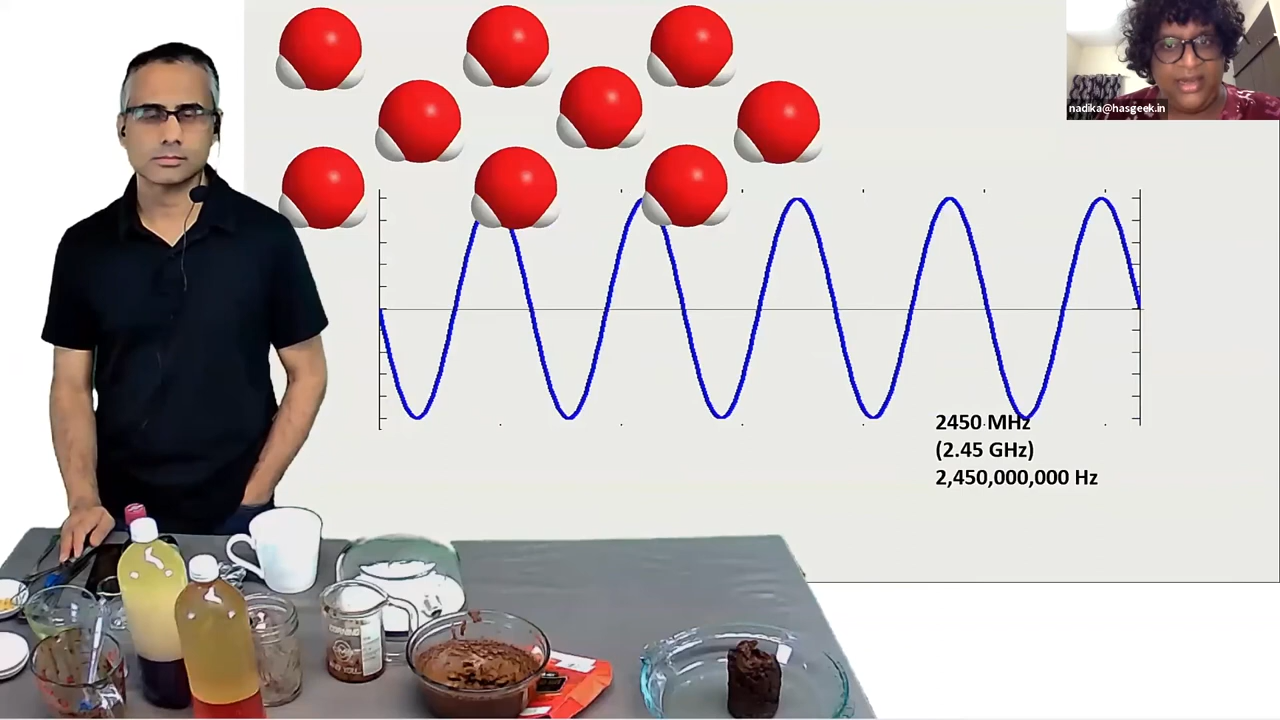 nadika@hasgeek.in
2450 MHz
(2.45 GHz)
2,450,000,000 Hz